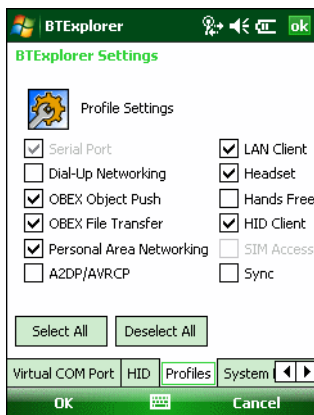 BTExplorer ok
BTExplorer Settings
Profile Settings
Serial Port LAN Client
Dial-Up Networking Headset
OBEX Object Push Hands Free
OBEX File Transfer HID Client
Personal Area Networking SIM Access
A2DP/AVRCP Sync
Select All Deselect All
Virtual COM Port HID Profiles System
OK Cancel